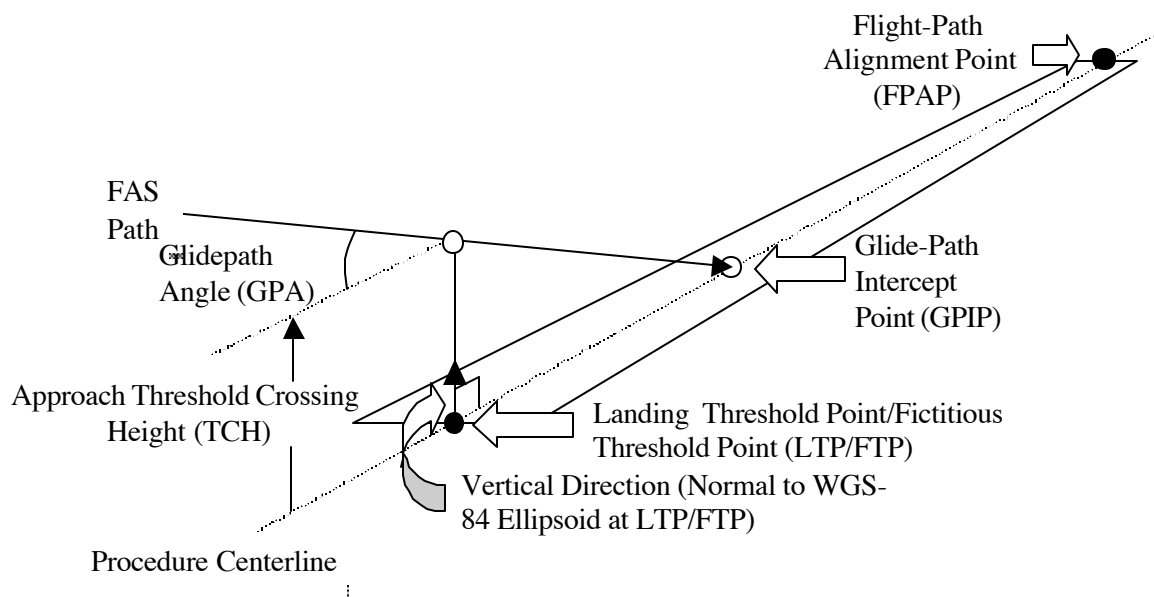 Flight-Path
Alignment Point
(FPAP)
FAS
Path
Glidepath
Angle (GPA)
Glide-Path
Intercept
Point (GPIP)
Approach Threshold Crossing
Height (TCH)
Landing Threshold Point/Fictitious
Threshold Point (LTP/FTP)
Vertical Direction (Normal to WGS-
84 Ellipsoid at LTP/FTP)
Procedure Centerline